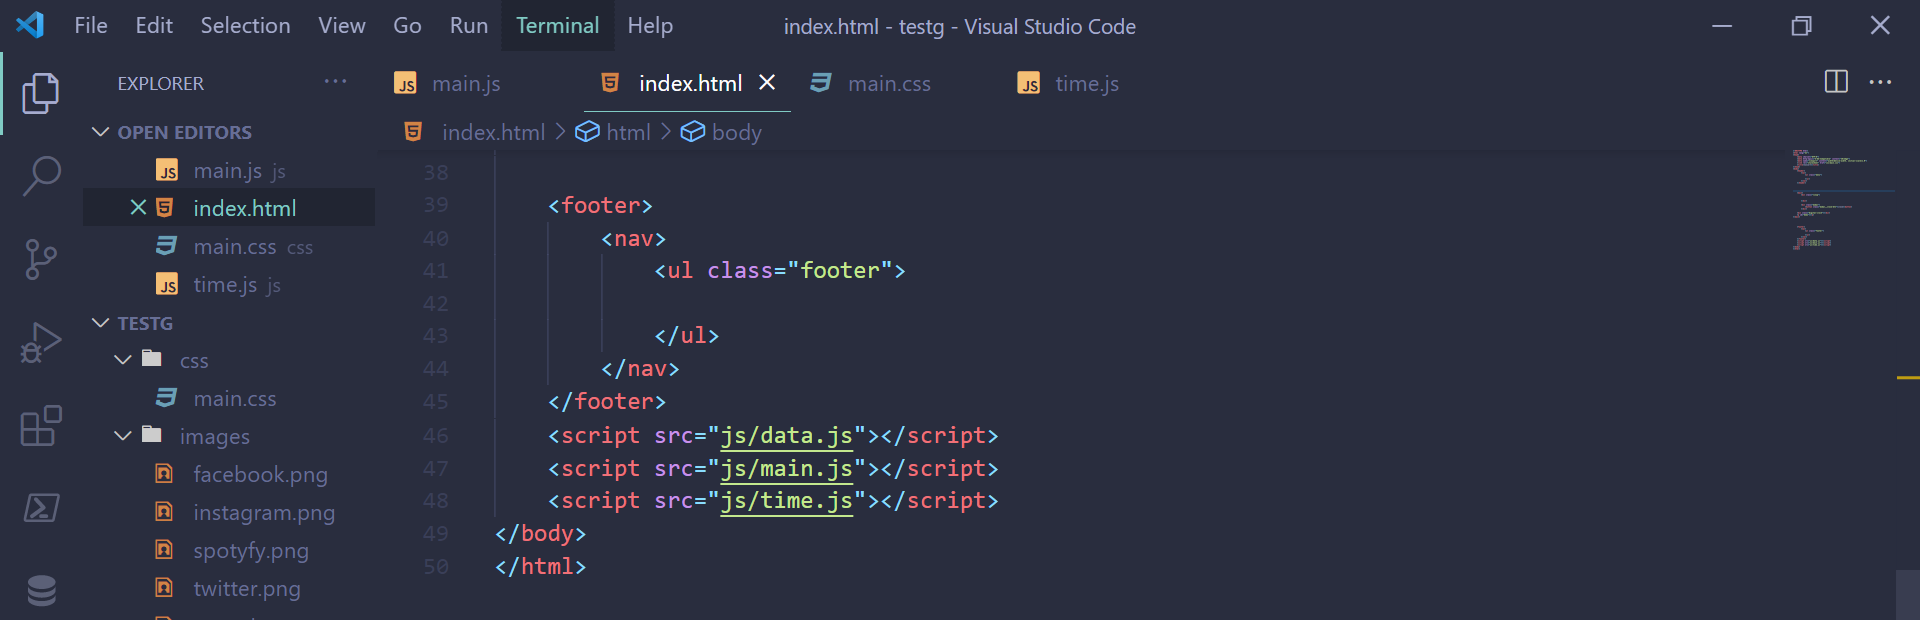 File Edit Selection View Go Run Terminal Help index.html - testg - Visual Studio Code
EXPLORER
OPEN EDITORS
main.js js
index.html
main.css css
time.js js
TESTG
css
main.css
images
facebook.png
instagram.png
spotyfy.png
twitter.png
main.js index.html main.css time.js
index.html > html > body
38
39 <footer>
40 <nav>
41 <ul class="footer">
42
43 </ul>
44 </nav>
45 </footer>
46 <script src="js/data.js"></script>
47 <script src="js/main.js"></script>
48 <script src="js/time.js"></script>
49 </body>
50 </html>